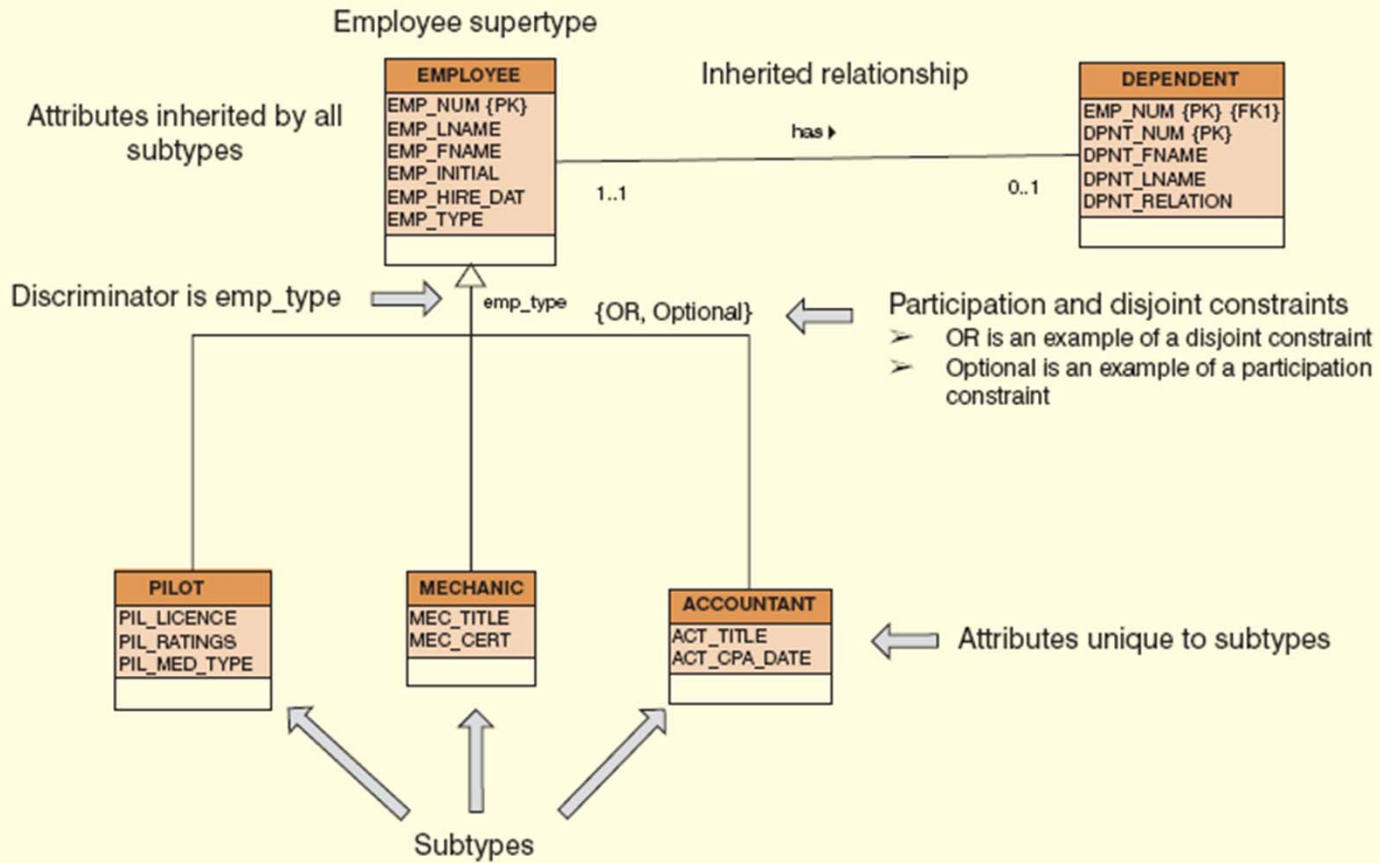 Employee supertype
EMPLOYEE
EMP_NUM {PK}
EMP_LNAME
EMP_FNAME
EMP_INITIAL
EMP_HIRE_DAT
EMP_TYPE
Attributes inherited by all
subtypes
Inherited relationship
has
1..1
0..1
DEPENDENT
EMP_NUM {PK} {FK1}
DPNT_NUM {PK}
DPNT_FNAME
DPNT_LNAME
DPNT_RELATION
Discriminator is emp_type
emp_type
{OR, Optional}
Participation and disjoint constraints
➢ OR is an example of a disjoint constraint
➢ Optional is an example of a participation
constraint
PILOT
PIL_LICENCE
PIL_RATINGS
PIL_MED_TYPE
MECHANIC
MEC_TITLE
MEC_CERT
ACCOUNTANT
ACT_TITLE
ACT_CPA_DATE
Attributes unique to subtypes
Subtypes